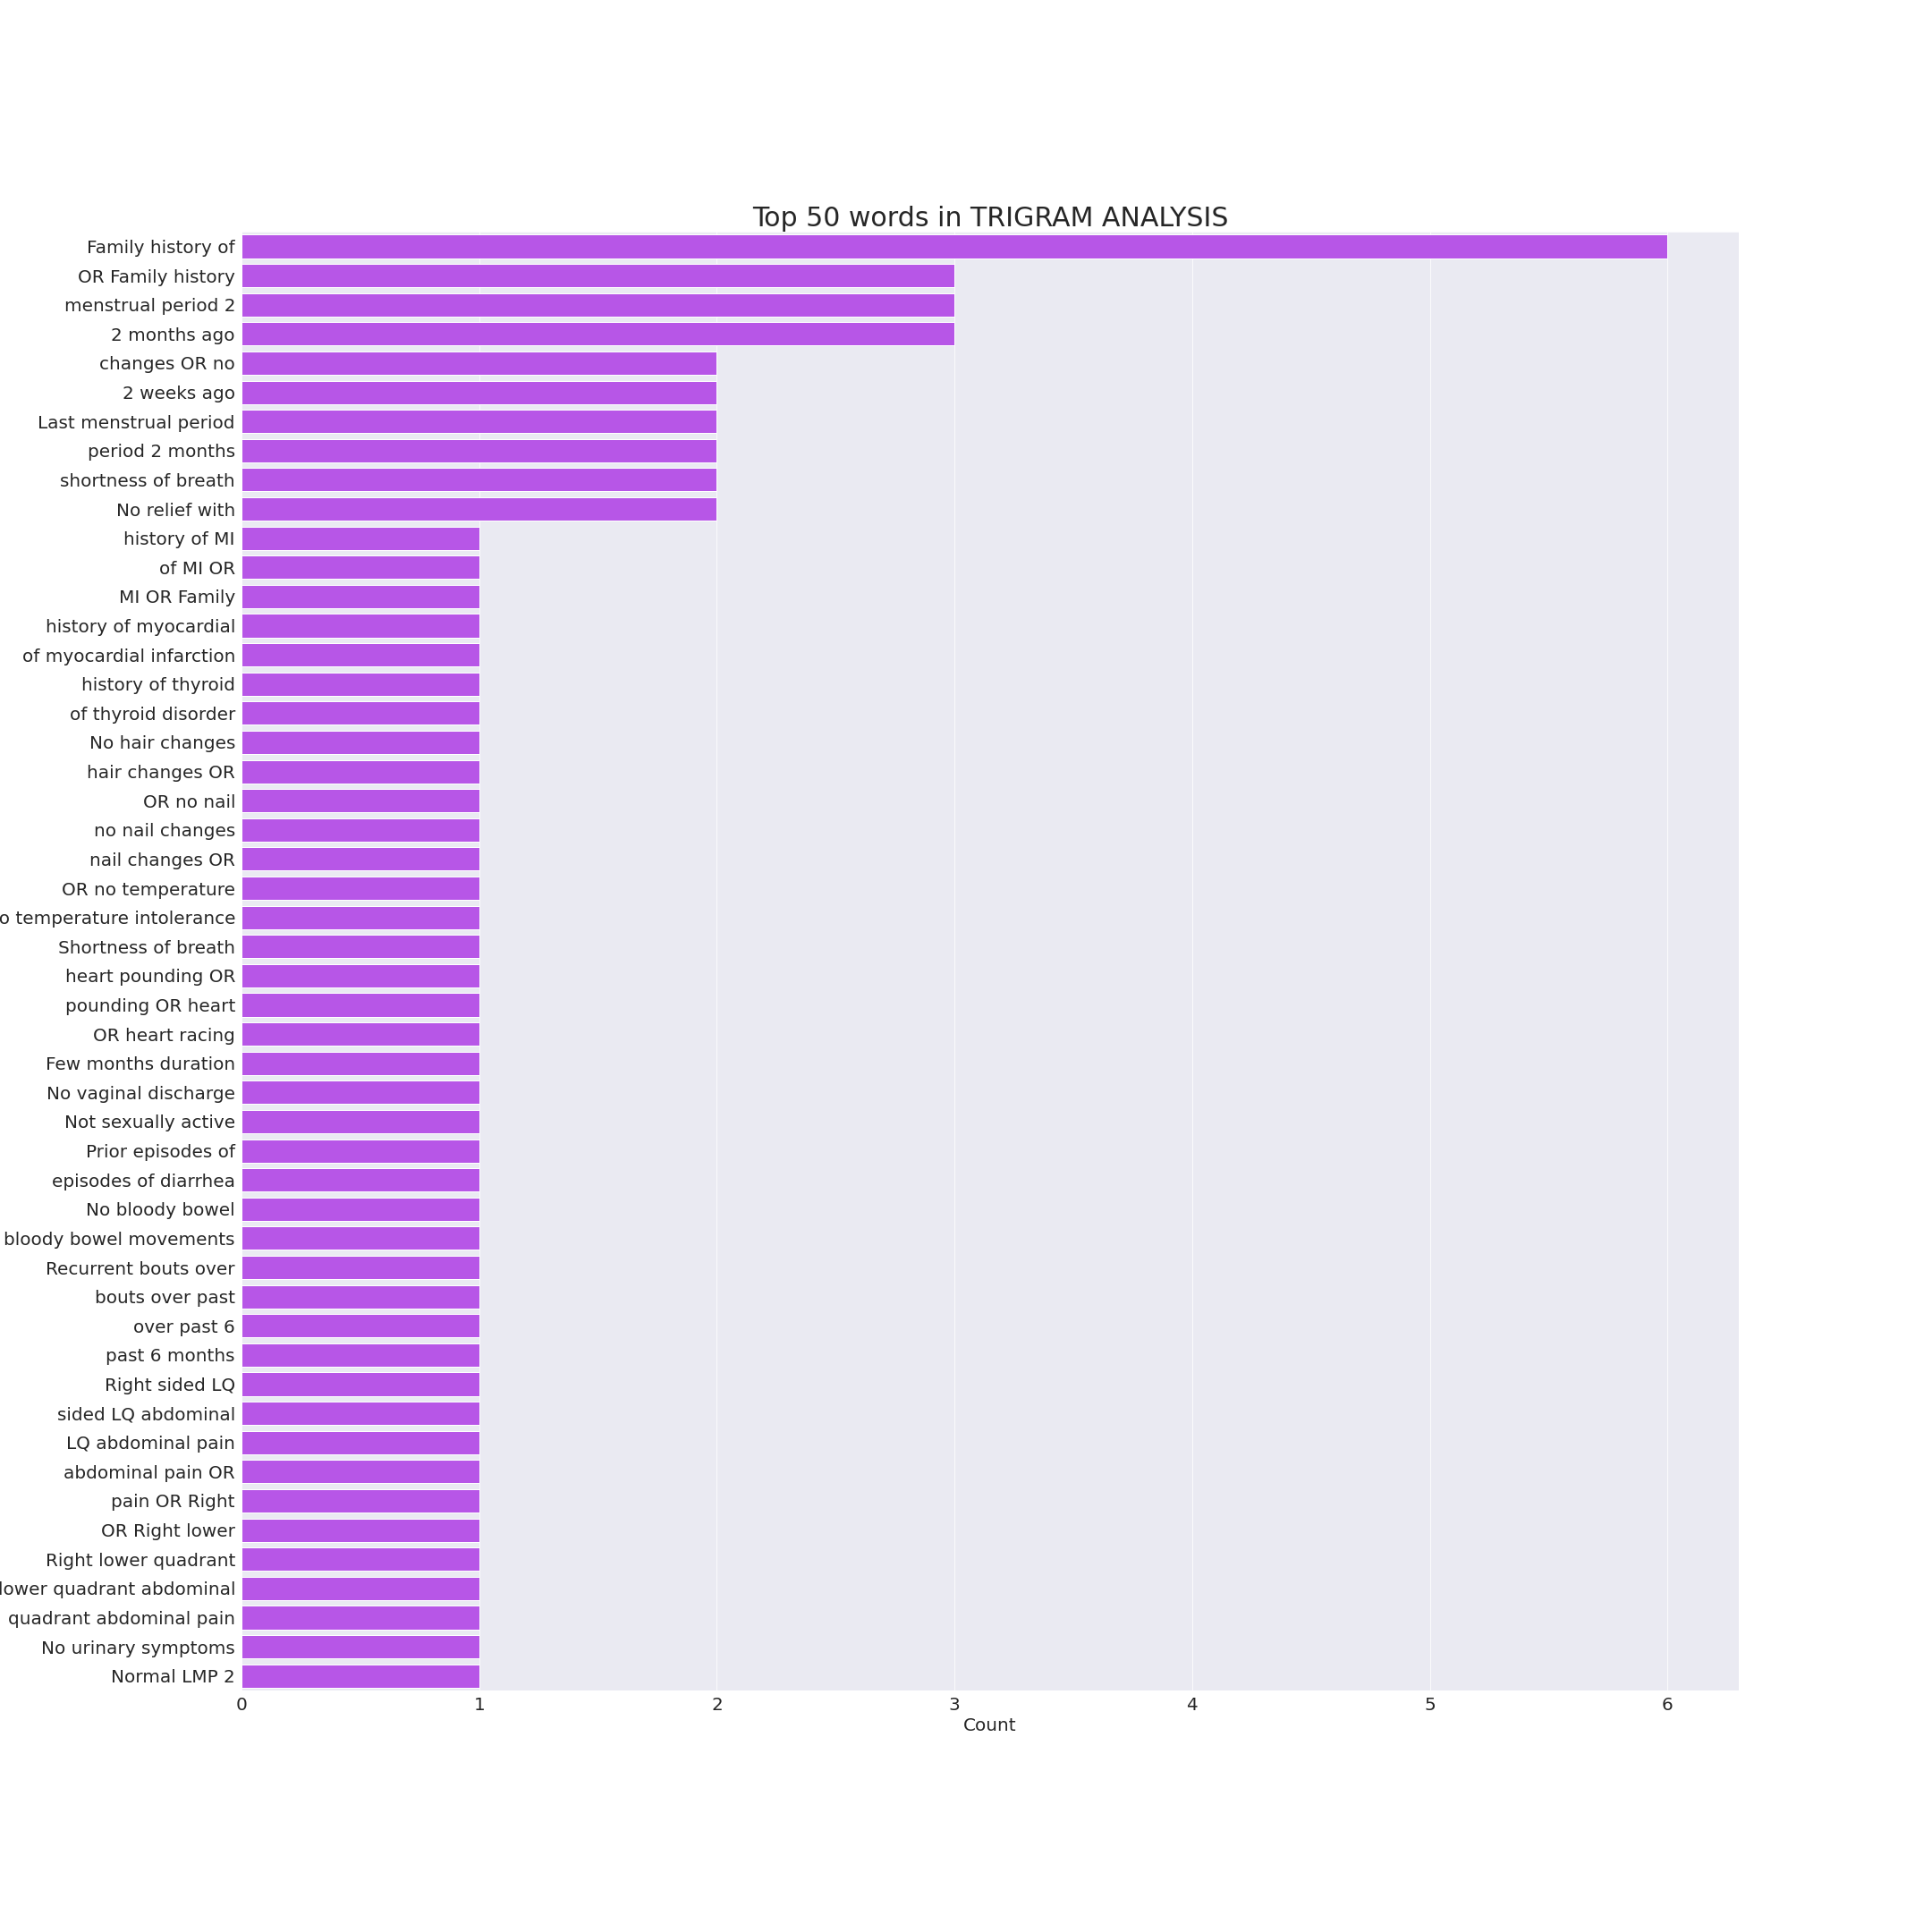 Top 50 words in TRIGRAM ANALYSIS
Family history of
OR Family history
menstrual period 2
2 months ago
changes OR no
2 weeks ago
Last menstrual period
period 2 months
shortness of breath
No relief with
history of MI
of MI OR
MI OR Family
history of myocardial
of myocardial infarction
history of thyroid
of thyroid disorder
No hair changes
hair changes OR
OR no nail
no nail changes
nail changes OR
OR no temperature
o temperature intolerance
Shortness of breath
heart pounding OR
pounding OR heart
OR heart racing
Few months duration
No vaginal discharge
Not sexually active
Prior episodes of
episodes of diarrhea
No bloody bowel
bloody bowel movements
Recurrent bouts over
bouts over past
over past 6
past 6 months
Right sided LQ
sided LQ abdominal
LQ abdominal pain
abdominal pain OR
pain OR Right
OR Right lower
Right lower quadrant
lower quadrant abdominal
quadrant abdominal pain
No urinary symptoms
Normal LMP 2
0 1 2 3 4 5 6
Count